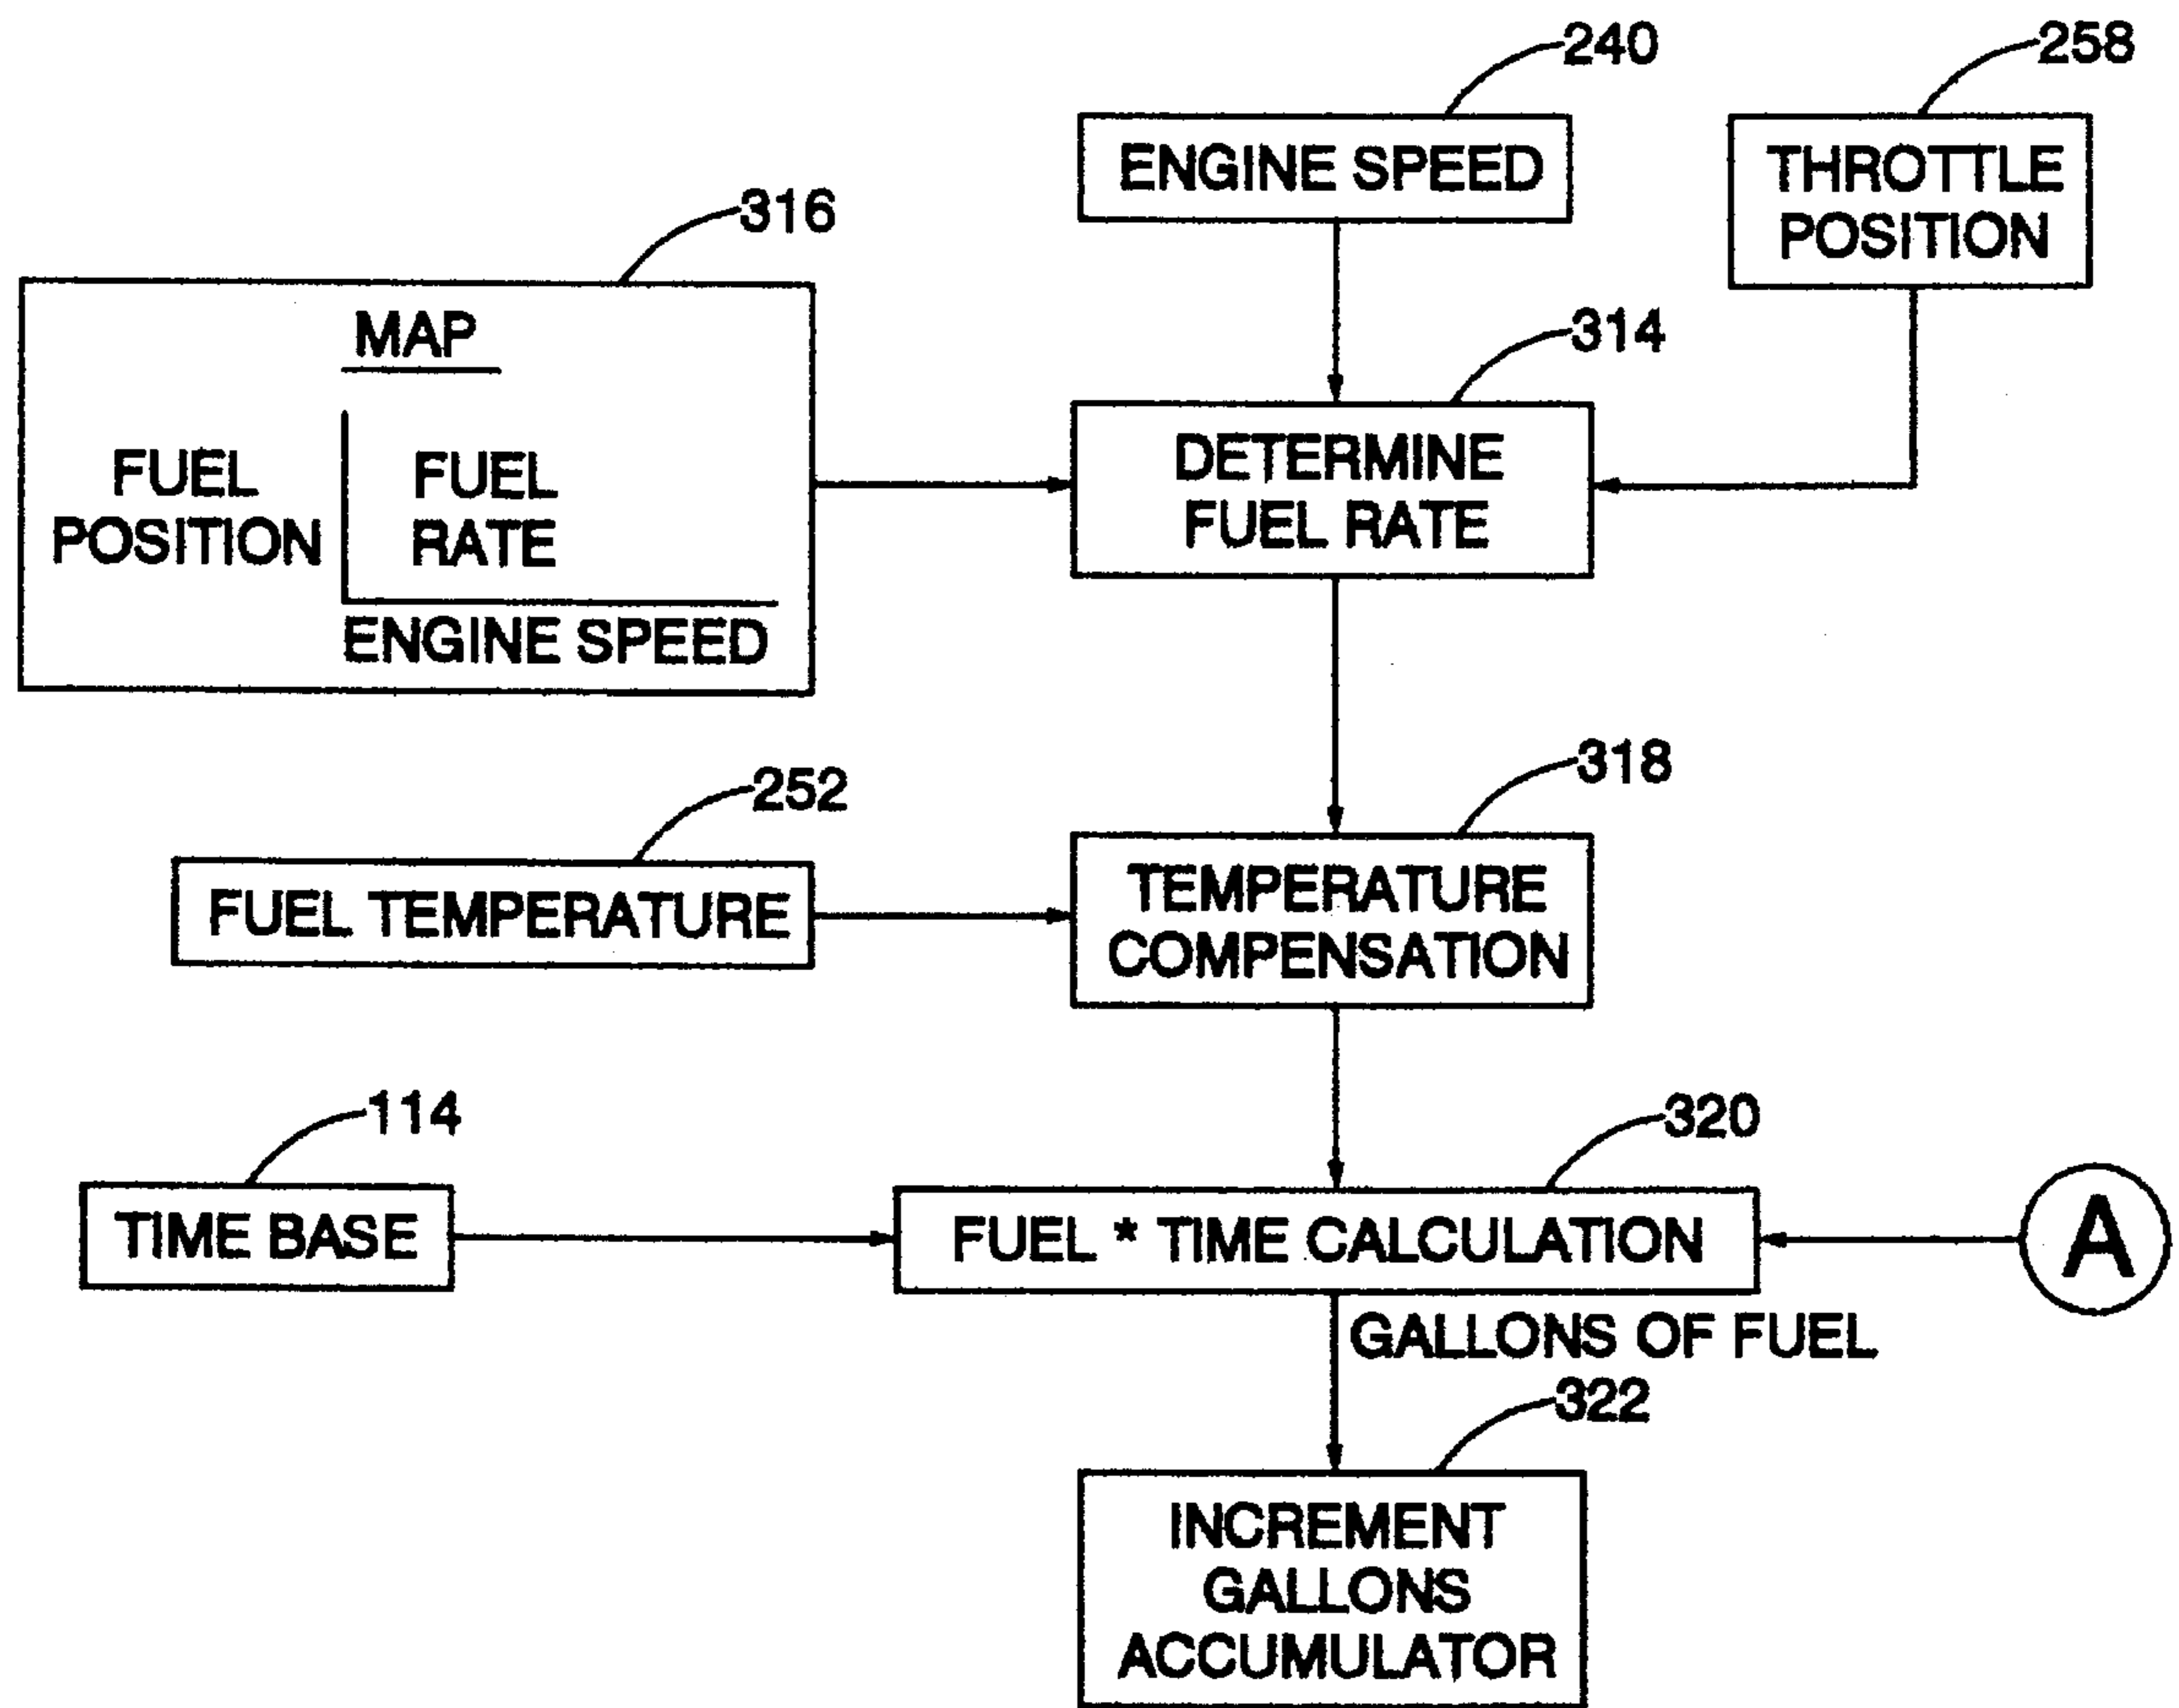 240
258
ENGINE SPEED
THROTTLE
POSITION
316
MAP
314
FUEL
POSITION
FUEL
RATE
ENGINE SPEED
DETERMINE
FUEL RATE
318
252
FUEL TEMPERATURE
TEMPERATURE
COMPENSATION
114
320
TIME BASE
FUEL * TIME CALCULATION
A
GALLONS OF FUEL
322
INCREMENT
GALLONS
ACCUMULATOR